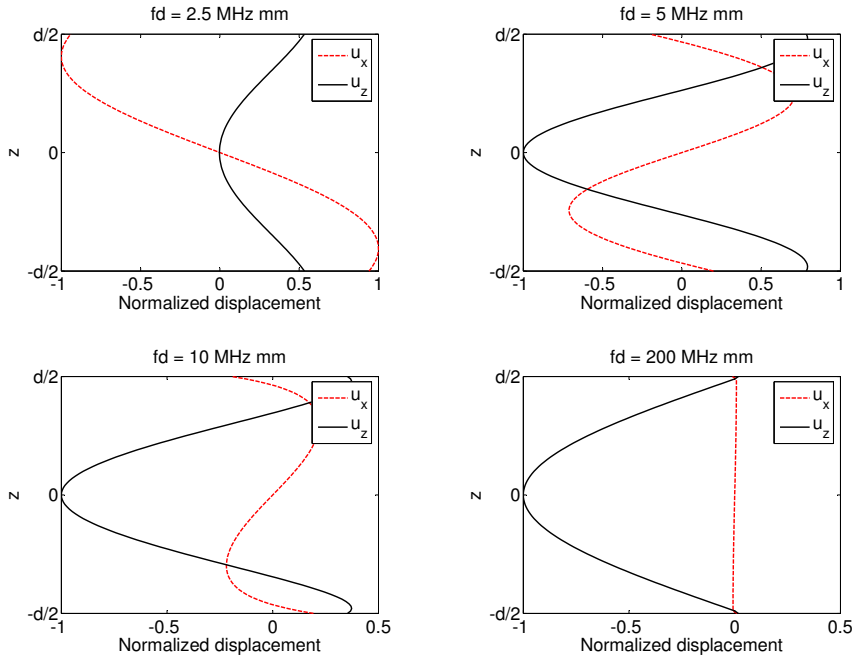 fd = 2.5 MHz mm
d/2
z
0
-d/2
-1
-0.5
0
0.5
1
Normalized displacement
u_x
u_z
fd = 5 MHz mm
d/2
z
0
-d/2
-1
-0.5
0
0.5
1
Normalized displacement
u_x
u_z
fd = 10 MHz mm
d/2
z
0
-d/2
-1
-0.5
0
0.5
Normalized displacement
u_x
u_z
fd = 200 MHz mm
d/2
z
0
-d/2
-1
-0.5
0
0.5
Normalized displacement
u_x
u_z